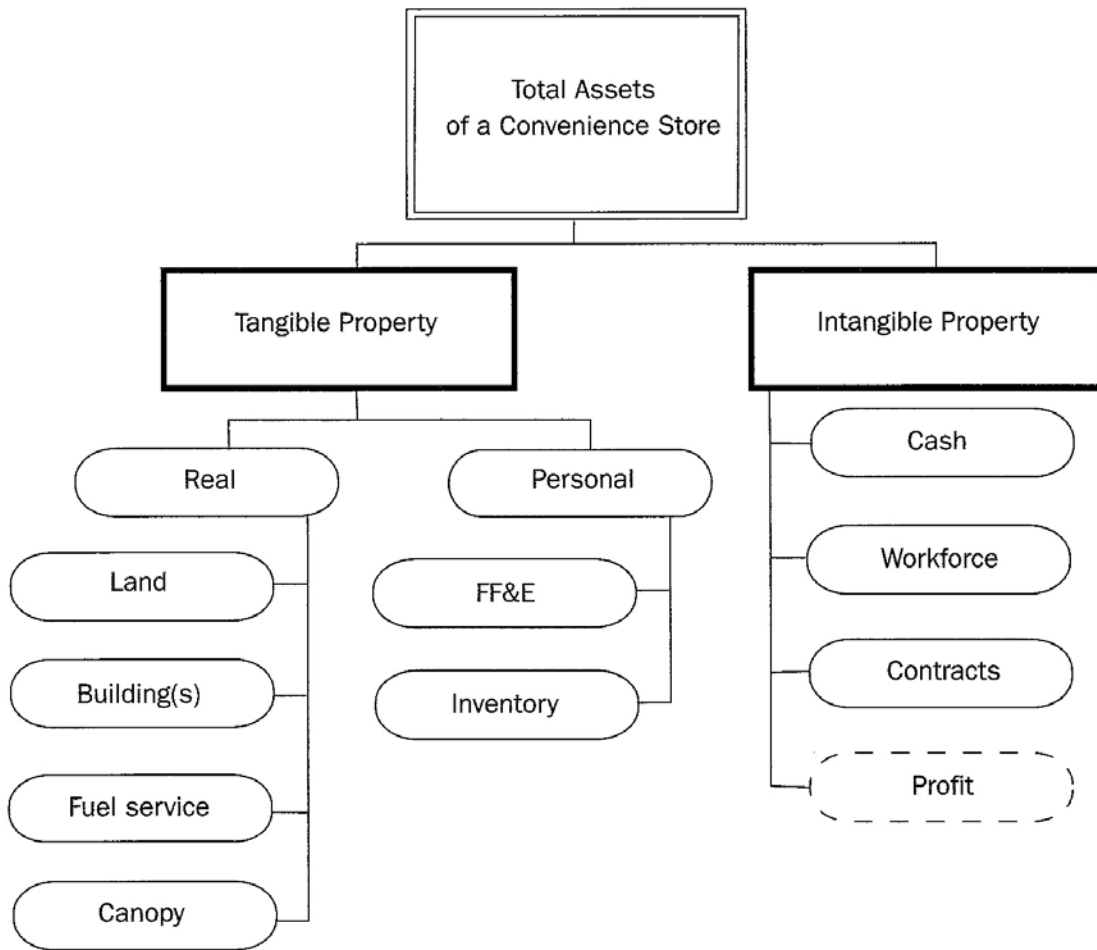 Total Assets
of a Convenience Store
Tangible Property
Intangible Property
Real
Personal
Land
Building(s)
Fuel service
Canopy
FF&E
Inventory
Cash
Workforce
Contracts
Profit